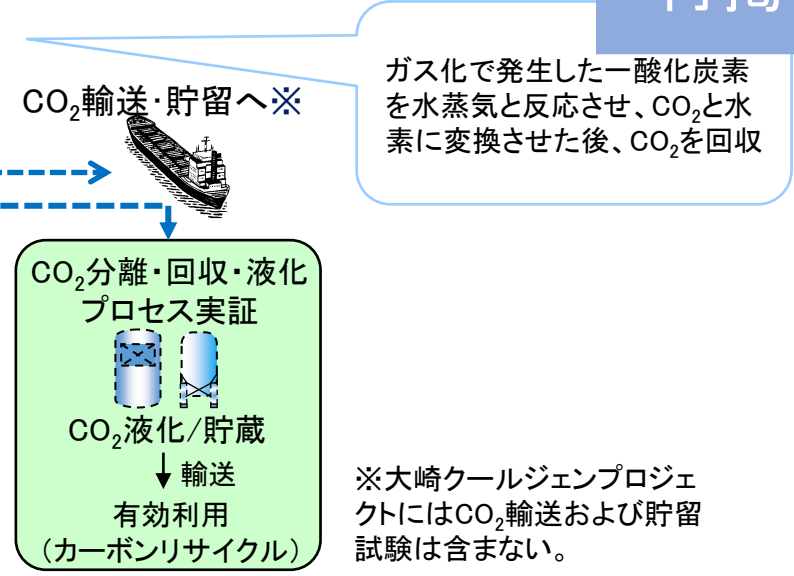 ガス化で発生した一酸化炭素
を水蒸気と反応させ、CO₂と水
素に変換させた後、CO₂を回収
CO₂輸送・貯留へ※
CO₂分離・回収・液化
プロセス実証
CO₂液化/貯蔵
輸送
有効利用
（カーボンリサイクル）
※大崎クールジェンプロジェ
クトにはCO₂輸送および貯留
試験は含まない。